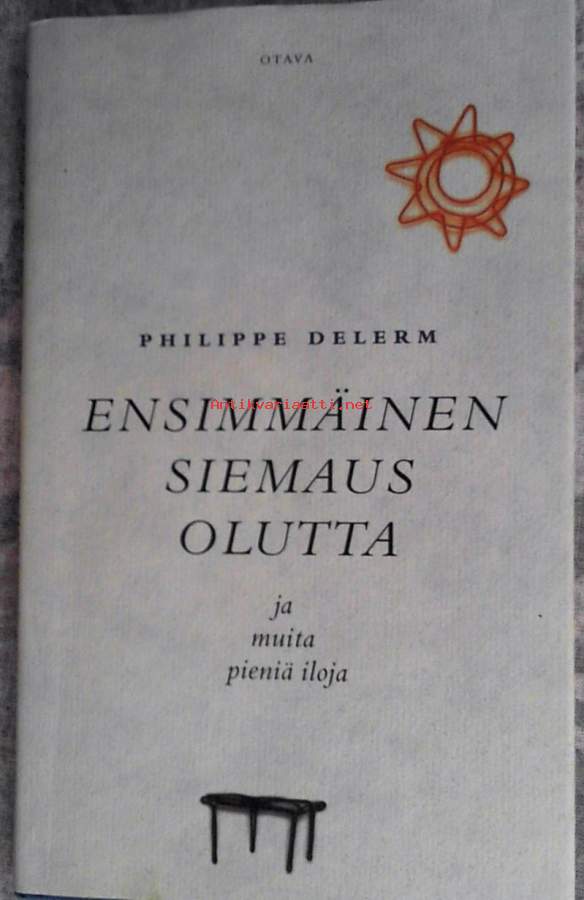 OTAVA
PHILIPPE DELERM
ENSIMMÄINEN
Antikvariaatti.net
SIEMAUS
OLUTTA
ja
muita
pieniä iloja